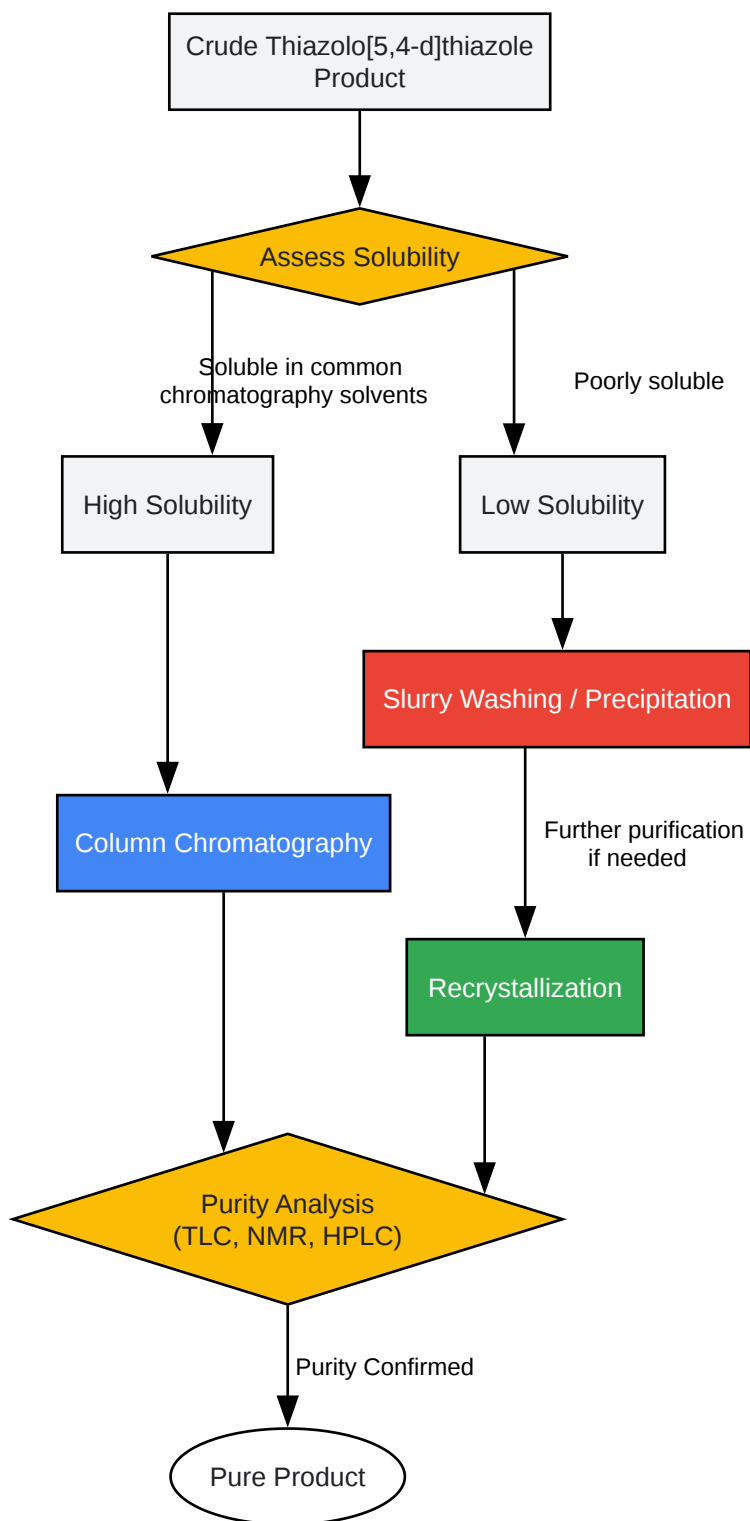 Crude Thiazolo[5,4-d]thiazole
Product
Assess Solubility
Soluble in common
chromatography solvents
Poorly soluble
High Solubility
Low Solubility
Slurry Washing / Precipitation
Column Chromatography
Further purification
if needed
Recrystallization
Purity Analysis
(TLC, NMR, HPLC)
Purity Confirmed
Pure Product